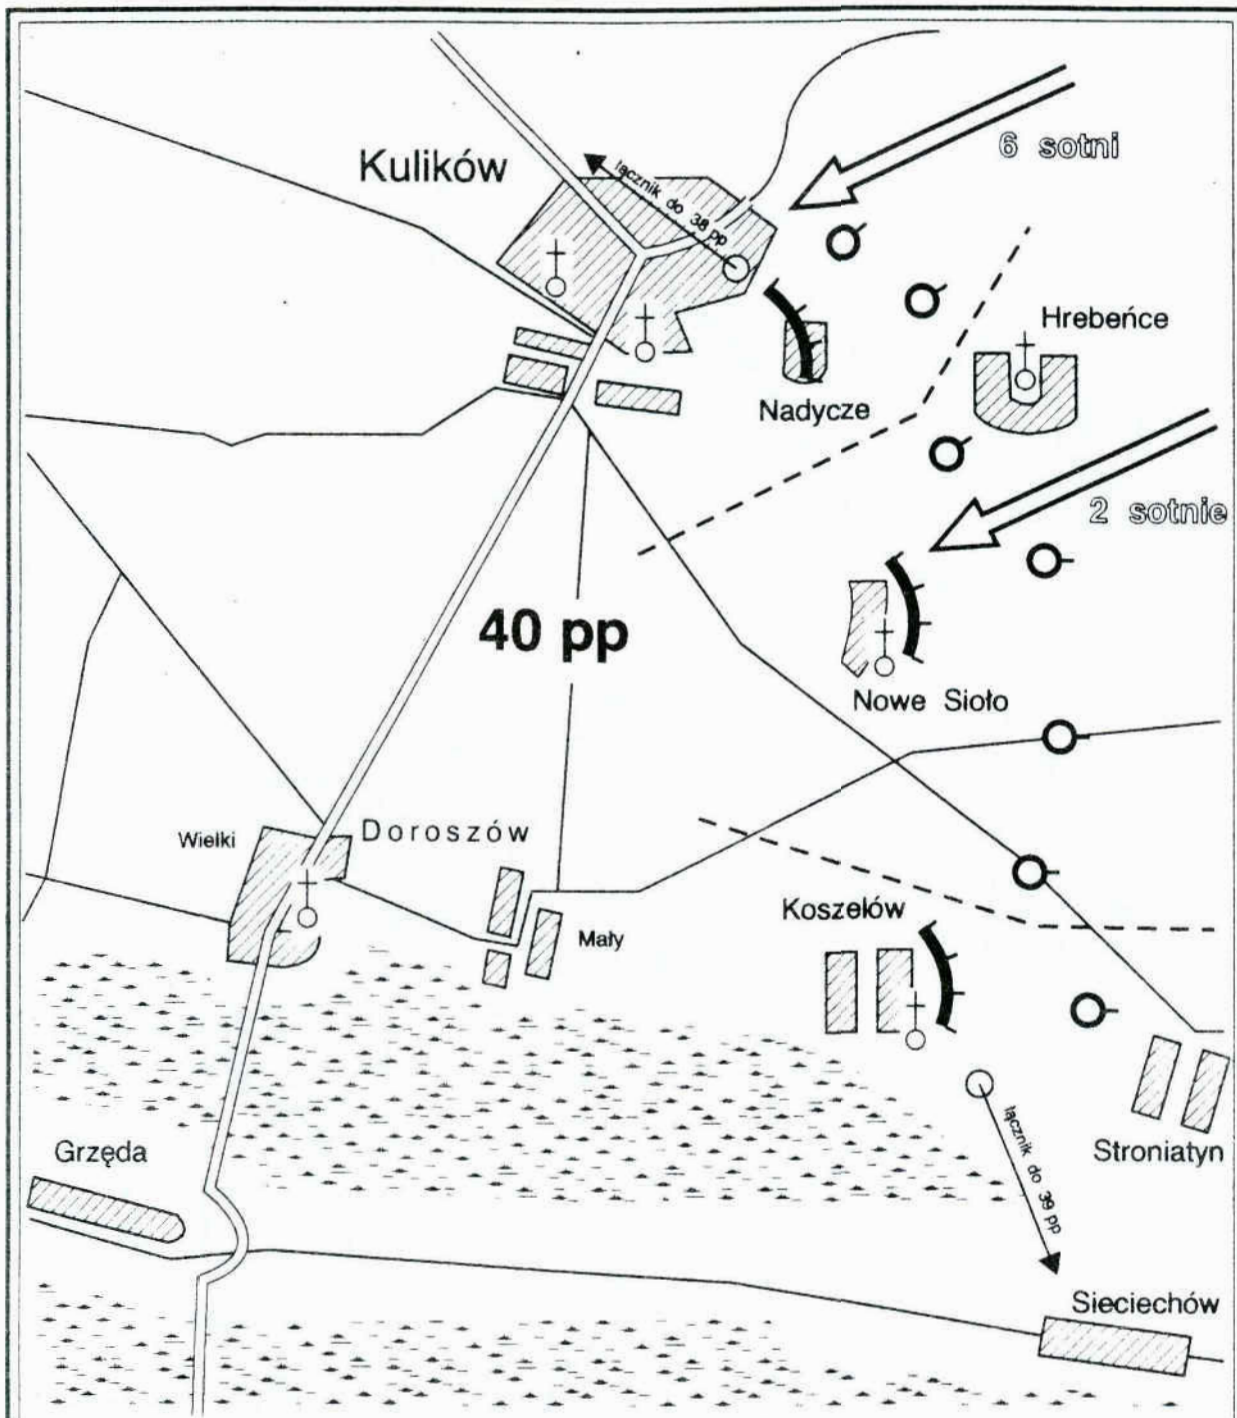 6 sotni
Kulików
łącznik do 38 pp
Hrebeńce
Nadycze
2 sotnie
40 pp
Nowe Sioło
Wielki
Doroszów
Koszelów
Mały
Grzęda
łącznik do 39 pp
Stroniatyn
Sieciechów